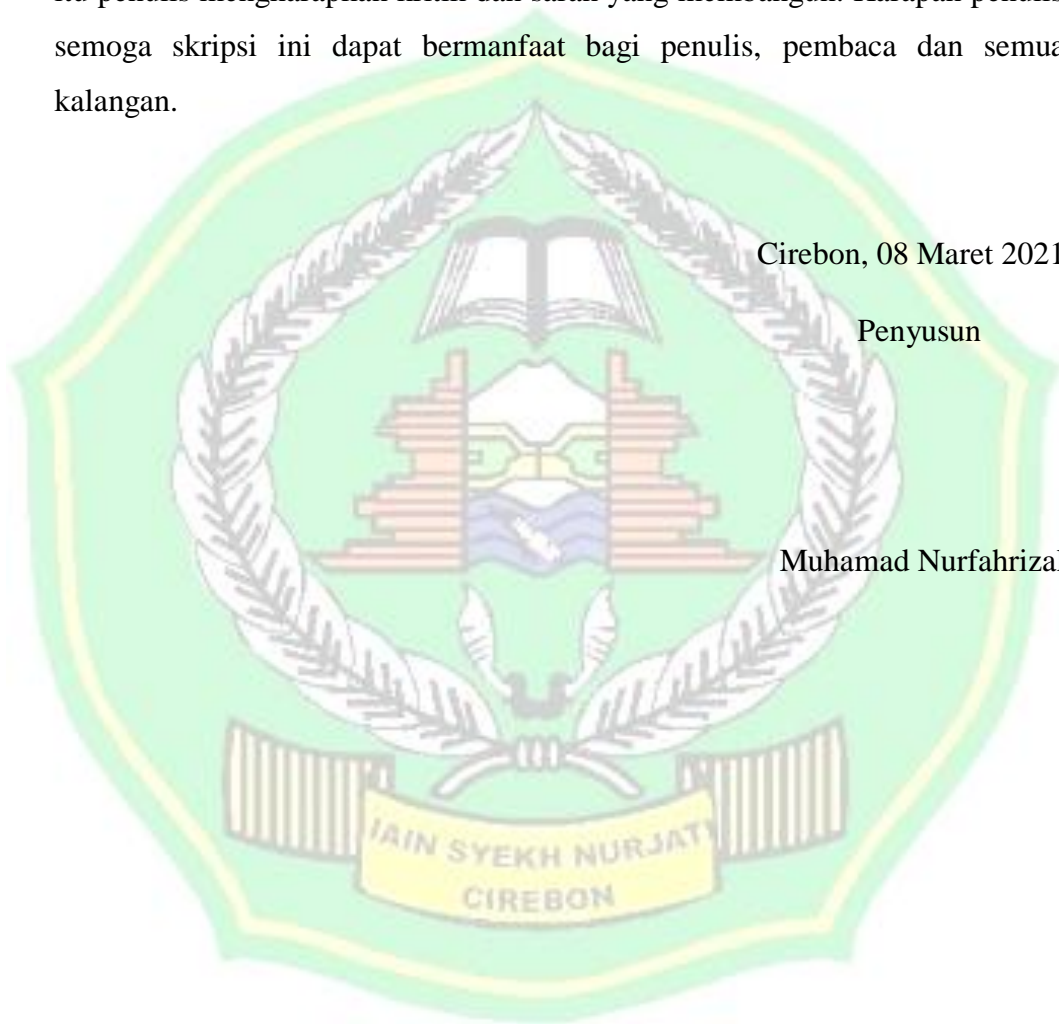 itu penulis mengharapkan kritik dan saran yang membangun. Harapan penulis
semoga skripsi ini dapat bermanfaat bagi penulis, pembaca dan semua
kalangan.
Cirebon, 08 Maret 2021
Penyusun
Muhamad Nurfahrizal
IAIN SYEKH NURJATI
CIREBON